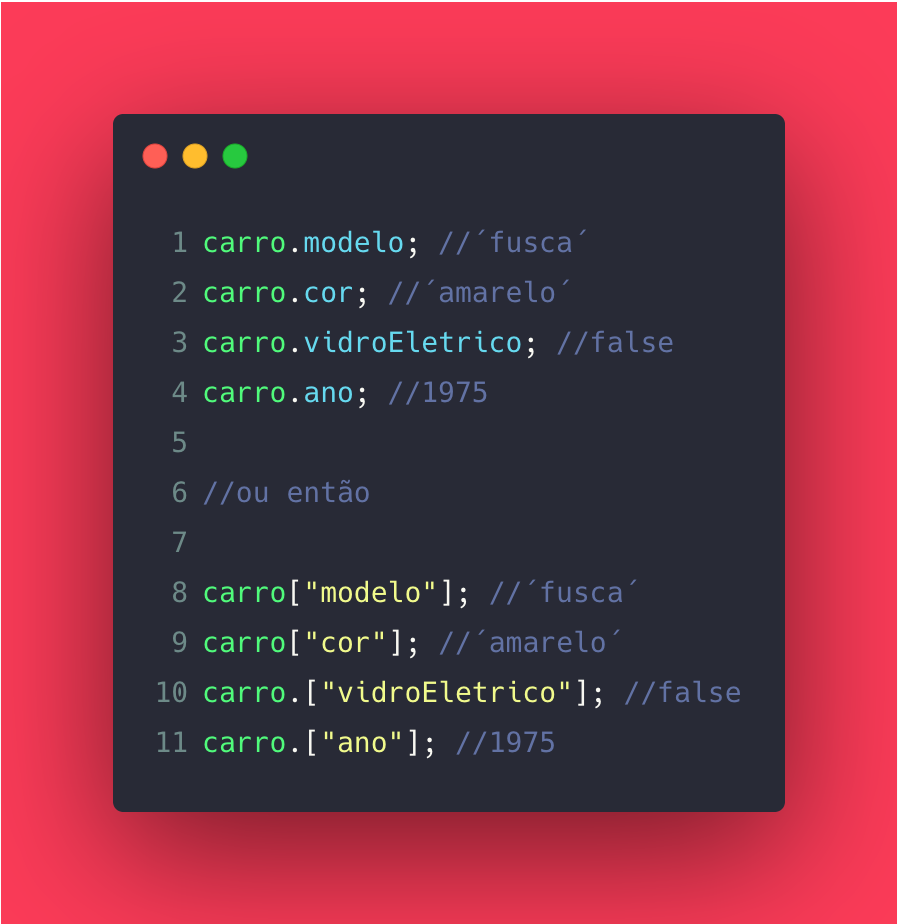 1 carro.modelo; //´fusca´
2 carro.cor; //´amarelo´
3 carro.vidroEletrico; //false
4 carro.ano; //1975
5
6 //ou então
7
8 carro["modelo"]; //´fusca´
9 carro["cor"]; //´amarelo´
10 carro.["vidroEletrico"]; //false
11 carro.["ano"]; //1975